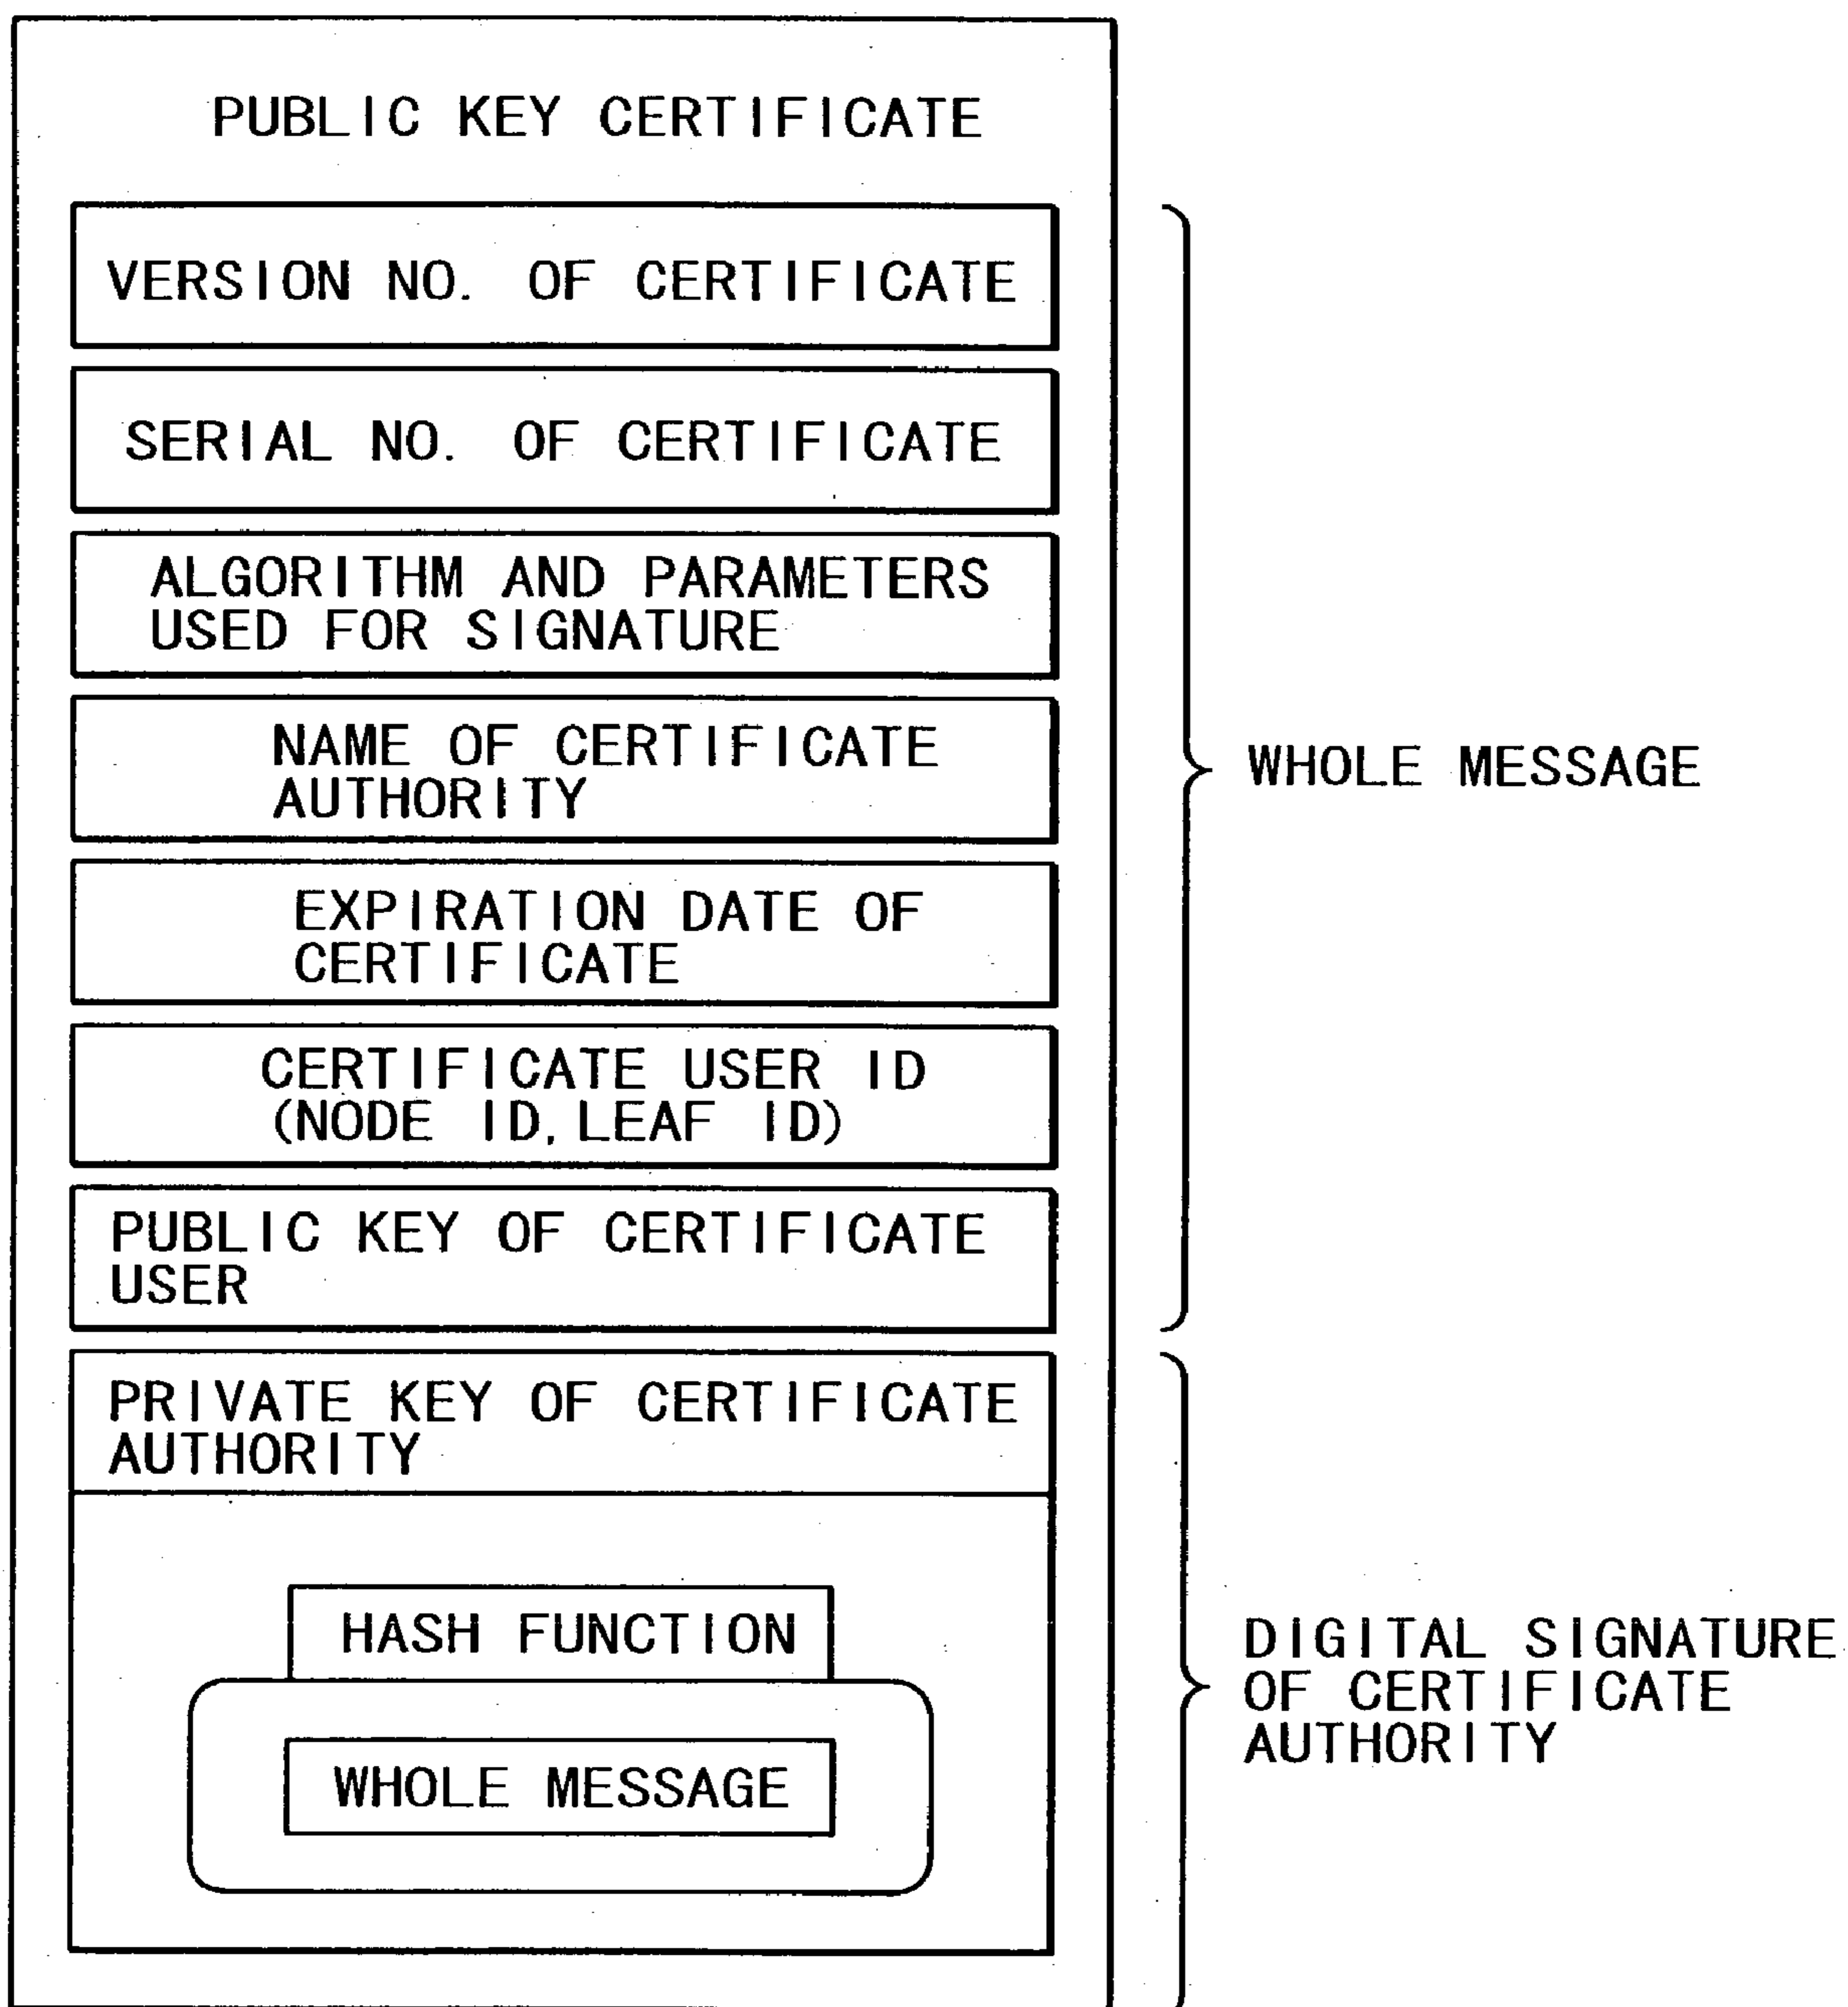 PUBLIC KEY CERTIFICATE
VERSION NO. OF CERTIFICATE
SERIAL NO. OF CERTIFICATE
ALGORITHM AND PARAMETERS
USED FOR SIGNATURE
NAME OF CERTIFICATE
AUTHORITY
EXPIRATION DATE OF
CERTIFICATE
CERTIFICATE USER ID
(NODE ID, LEAF ID)
PUBLIC KEY OF CERTIFICATE
USER
WHOLE MESSAGE
PRIVATE KEY OF CERTIFICATE
AUTHORITY
HASH FUNCTION
WHOLE MESSAGE
DIGITAL SIGNATURE
OF CERTIFICATE
AUTHORITY